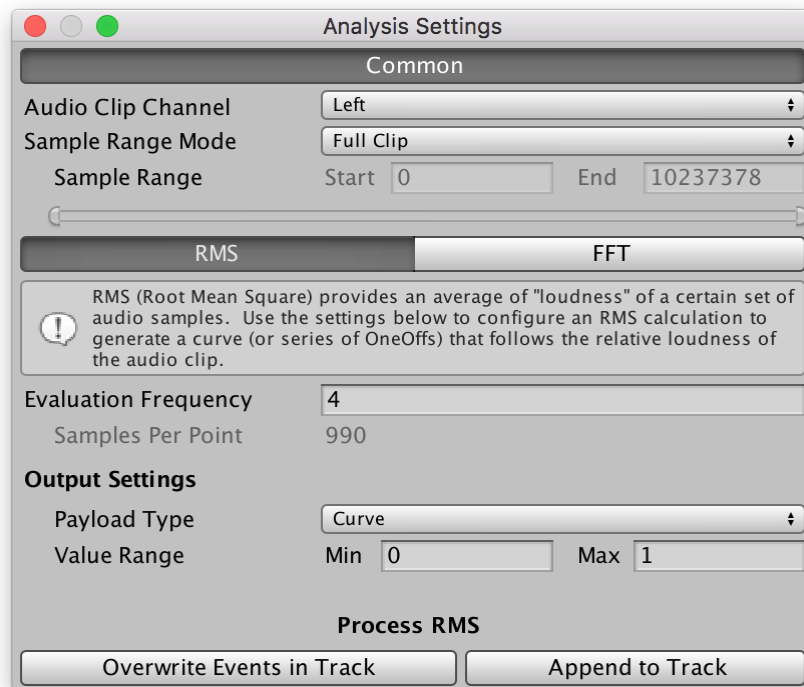 Analysis Settings
Common
Audio Clip Channel Left
Sample Range Mode Full Clip
Sample Range Start 0 End 10237378
RMS FFT
RMS (Root Mean Square) provides an average of "loudness" of a certain set of
audio samples.  Use the settings below to configure an RMS calculation to
generate a curve (or series of OneOffs) that follows the relative loudness of
the audio clip.
Evaluation Frequency 4
Samples Per Point 990
Output Settings
Payload Type Curve
Value Range Min 0 Max 1
Process RMS
Overwrite Events in Track Append to Track